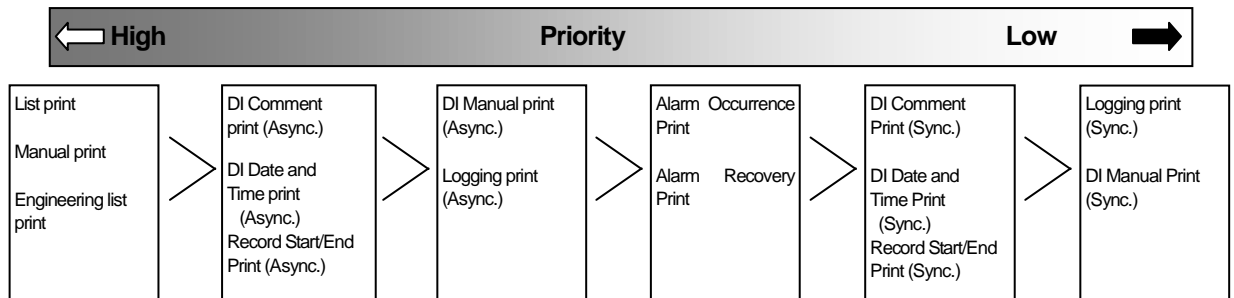 High Priority Low
List print
Manual print
Engineering list
print
DI Comment
print (Async.)
DI Date and
Time print
(Async.)
Record Start/End
Print (Async.)
DI Manual print
(Async.)
Logging print
(Async.)
Alarm Occurrence
Print
Alarm Recovery
Print
DI Comment
Print (Sync.)
DI Date and
Time Print
(Sync.)
Record Start/End
Print (Sync.)
Logging print
(Sync.)
DI Manual Print
(Sync.)